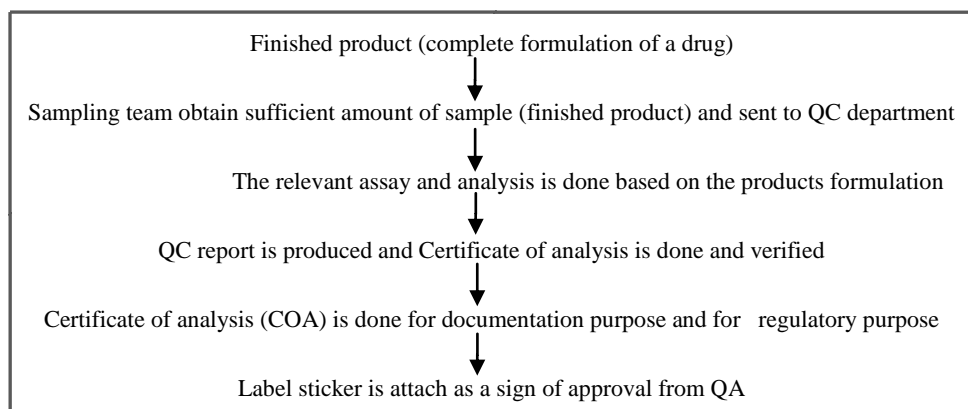 Finished product (complete formulation of a drug)
Sampling team obtain sufficient amount of sample (finished product) and sent to QC department
The relevant assay and analysis is done based on the products formulation
QC report is produced and Certificate of analysis is done and verified
Certificate of analysis (COA) is done for documentation purpose and for regulatory purpose
Label sticker is attach as a sign of approval from QA